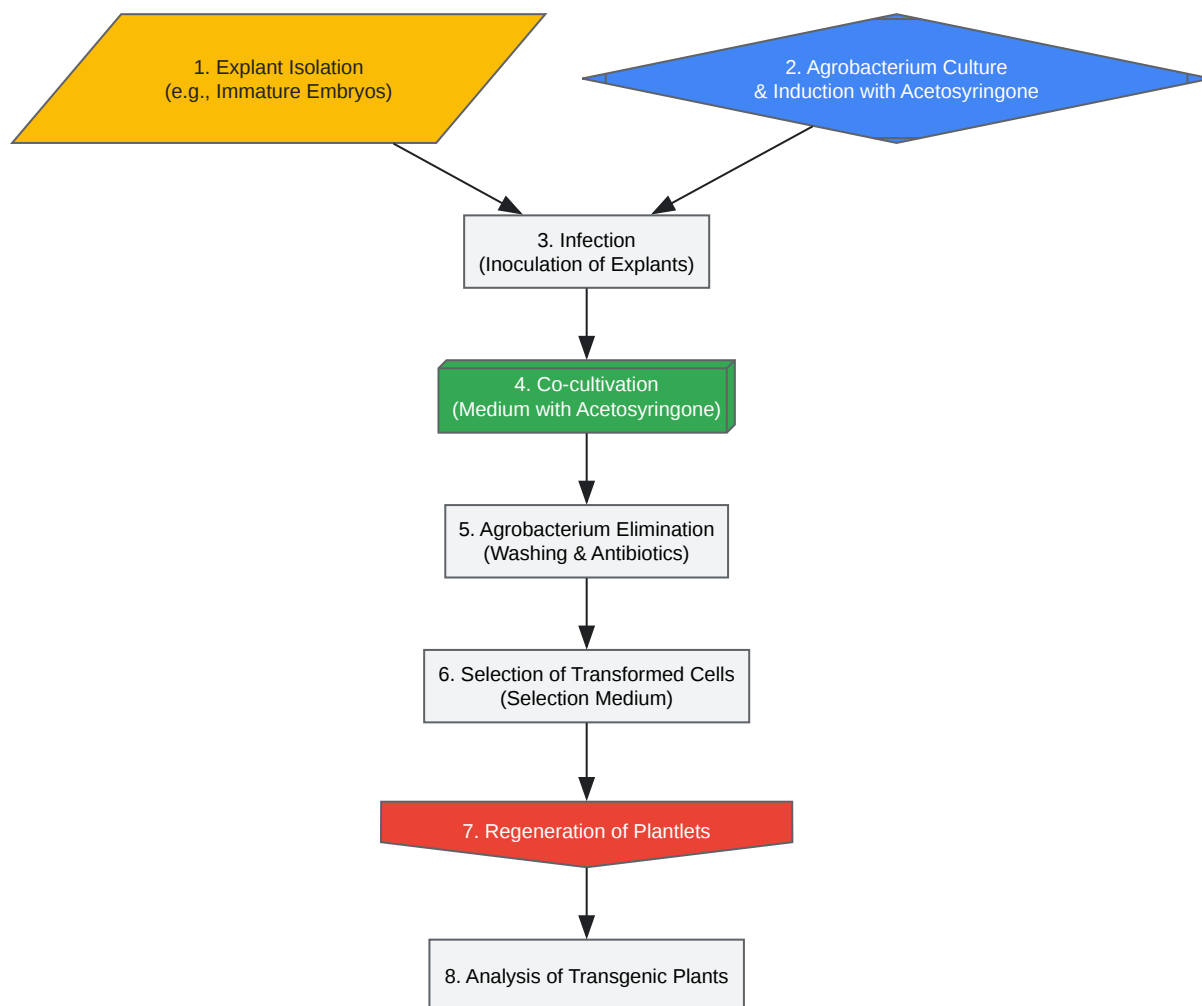 1. Explant Isolation
(e.g., Immature Embryos)
2. Agrobacterium Culture
& Induction with Acetosyringone
3. Infection
(Inoculation of Explants)
4. Co-cultivation
(Medium with Acetosyringone)
5. Agrobacterium Elimination
(Washing & Antibiotics)
6. Selection of Transformed Cells
(Selection Medium)
7. Regeneration of Plantlets
8. Analysis of Transgenic Plants